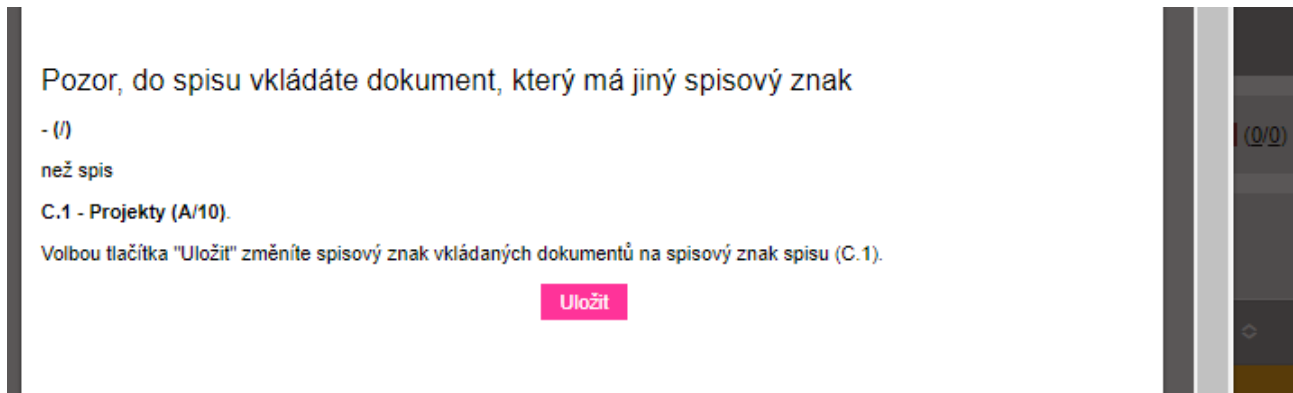 Pozor, do spisu vkládáte dokument, který má jiný spisový znak
- (/)
než spis
C.1 - Projekty (A/10).
Volbou tlačítka "Uložit" změníte spisový znak vkládaných dokumentů na spisový znak spisu (C.1).
Uložit
(0/0)